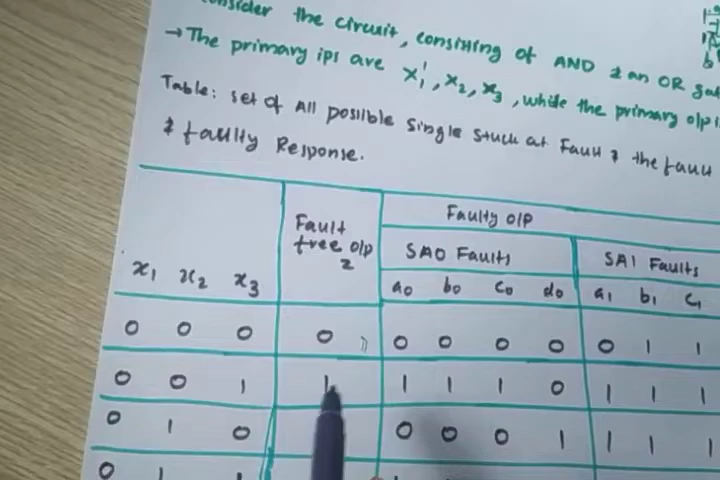 onsider the circuit, consisting of AND & an OR gat
→ The primary ips are x1', x2, x3, while the primary o/p i
Table: set of All possible single stuck at Fault & the fault
& faulty Response.
Fault free o/p z
Faulty o/p
SA0 Faults SA1 Faults
x1 x2 x3 a0 b0 c0 d0 a1 b1 c1
0 0 0 0 0 0 0 0 0 1 1
0 0 1 1 1 1 1 0 1 1 1
0 1 0 0 0 0 1 1 1 1
0 1 1
b